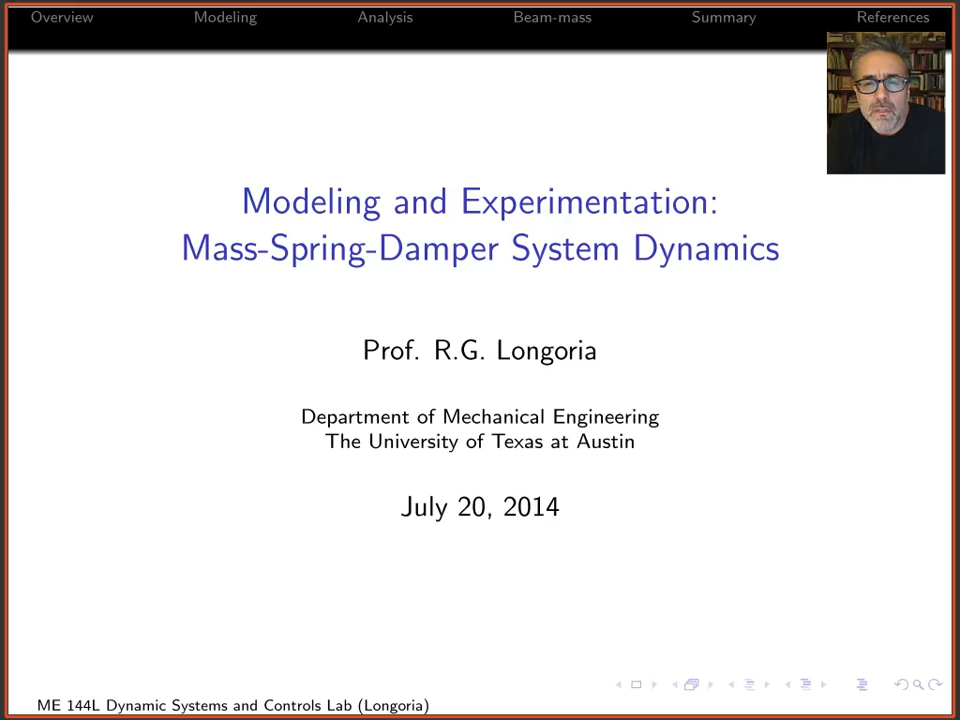 Overview Modeling Analysis Beam-mass Summary References
Modeling and Experimentation:
Mass-Spring-Damper System Dynamics
Prof. R.G. Longoria
Department of Mechanical Engineering
The University of Texas at Austin
July 20, 2014
ME 144L Dynamic Systems and Controls Lab (Longoria)